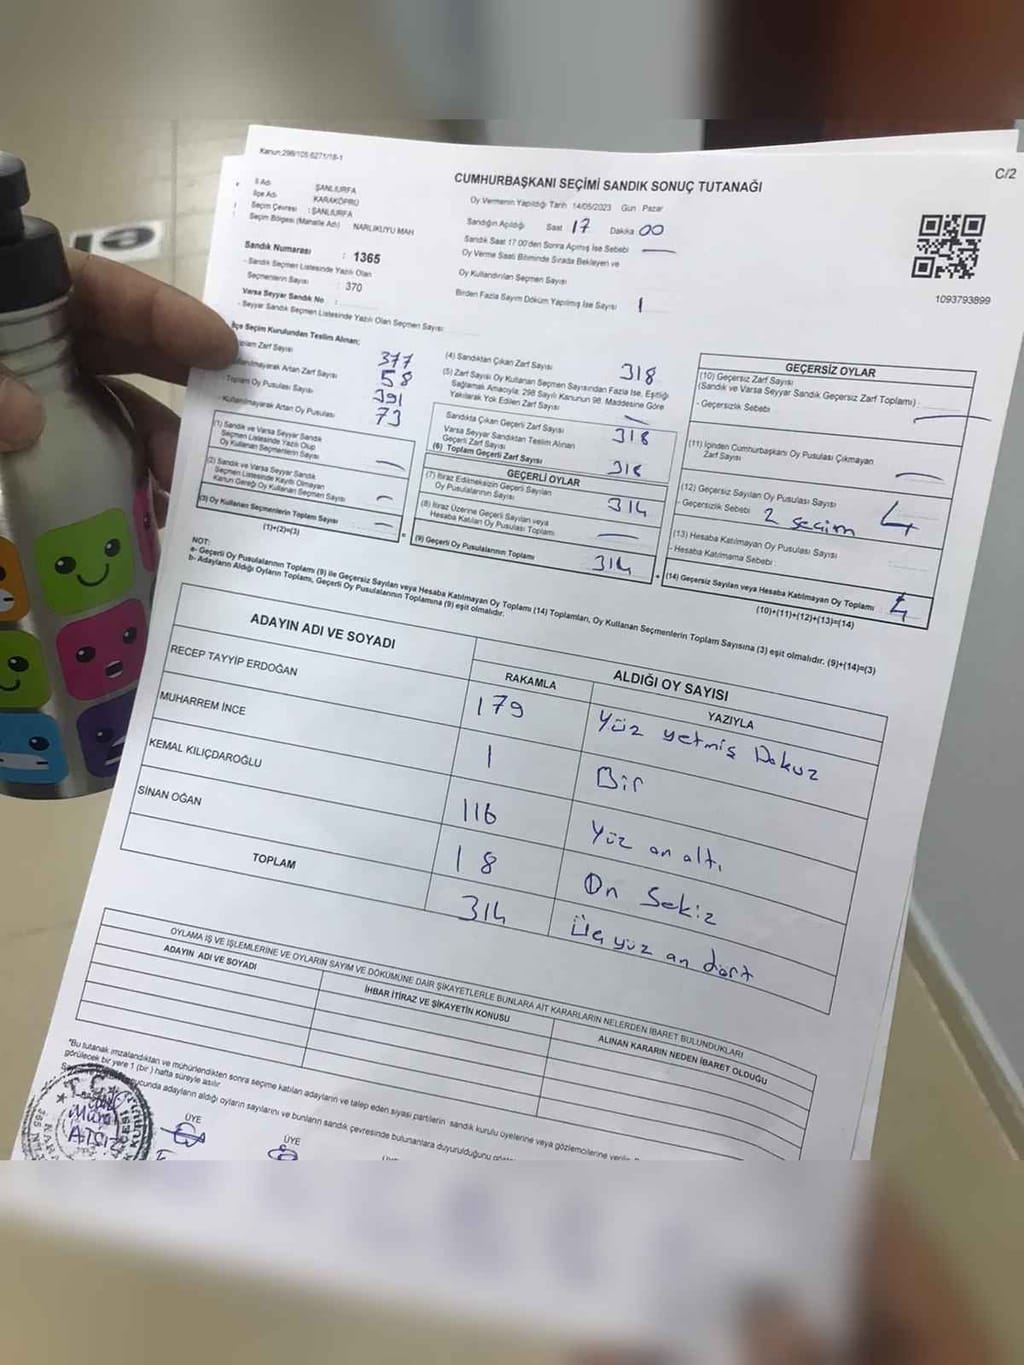 Kanun:298/105 6271/18-1
C/2
CUMHURBAŞKANI SEÇİMİ SANDIK SONUÇ TUTANAĞI
İl Adı ŞANLIURFA
İlçe Adı KARAKÖPRÜ
Seçim Çevresi : ŞANLIURFA
Seçim Bölgesi (Mahalle Adı) NARLIKUYU MAH
Sandık Numarası : 1365
- Sandık Seçmen Listesinde Yazılı Olan
Seçmenlerin Sayısı : 370
Varsa Seyyar Sandık No :
- Seyyar Sandık Seçmen Listesinde Yazılı Olan Seçmen Sayısı
Oy Vermenin Yapıldığı Tarih 14/05/2023 Gün Pazar
Sandığın Açıldığı Saat 17 Dakika 00
Sandık Saat 17:00'den Sonra Açılmış İse Sebebi —
Oy Verme Saati Bitiminde Sırada Bekleyen ve
Oy Kullandırılan Seçmen Sayısı
Birden Fazla Sayım Döküm Yapılmış İse Sayısı 1
1093793899
İlçe Seçim Kurulundan Teslim Alınan;
Zarf Sayısı 377
Artan Zarf Sayısı 58
Toplam Oy Pusulası Sayısı 391
- Kullanılmayarak Artan Oy Pusulası 73
(1) Sandık ve Varsa Seyyar Sandık
Seçmen Listesinde Yazılı Olup
Oy Kullanan Seçmenlerin Sayısı —
(2) Sandık ve Varsa Seyyar Sandık
Seçmen Listesinde Kayıtlı Olmayan
Kanun Gereği Oy Kullanan Seçmen Sayısı —
(3) Oy Kullanan Seçmenlerin Toplam Sayısı —
(1)+(2)=(3)
(4) Sandıktan Çıkan Zarf Sayısı 318
(5) Zarf Sayısı Oy Kullanan Seçmen Sayısından Fazla İse, Eşitliği
Sağlamak Amacıyla; 298 Sayılı Kanunun 98. Maddesine Göre
Yakılarak Yok Edilen Zarf Sayısı —
Sandıkta Çıkan Geçerli Zarf Sayısı 318
Varsa Seyyar Sandıktan Teslim Alınan
Geçerli Zarf Sayısı
(6) Toplam Geçerli Zarf Sayısı 318
GEÇERLİ OYLAR
(7) İtiraz Edilmeksizin Geçerli Sayılan
Oy Pusulalarının Sayısı 314
(8) İtiraz Üzerine Geçerli Sayılan veya
Hesaba Katılan Oy Pusulası Toplamı —
(9) Geçerli Oy Pusulalarının Toplamı 314
GEÇERSİZ OYLAR
(10) Geçersiz Zarf Sayısı
(Sandık ve Varsa Seyyar Sandık Geçersiz Zarf Toplamı) : —
- Geçersizlik Sebebi :
(11) İçinden Cumhurbaşkanı Oy Pusulası Çıkmayan
Zarf Sayısı —
(12) Geçersiz Sayılan Oy Pusulası Sayısı 4
- Geçersizlik Sebebi 2 seçim
(13) Hesaba Katılmayan Oy Pusulası Sayısı
- Hesaba Katılmama Sebebi :
(14) Geçersiz Sayılan veya Hesaba Katılmayan Oy Toplamı 4
(10)+(11)+(12)+(13)=(14)
NOT:
a- Geçerli Oy Pusulalarının Toplamı (9) ile Geçersiz Sayılan veya Hesaba Katılmayan Oy Toplamı (14) Toplamları, Oy Kullanan Seçmenlerin Toplam Sayısına (3) eşit olmalıdır. (9)+(14)=(3)
b- Adayların Aldığı Oyların Toplamı, Geçerli Oy Pusulalarının Toplamına (9) eşit olmalıdır.
ADAYIN ADI VE SOYADI
ALDIĞI OY SAYISI
RAKAMLA YAZIYLA
RECEP TAYYİP ERDOĞAN 179 Yüz yetmiş Dokuz
MUHARREM İNCE 1 Bir
KEMAL KILIÇDAROĞLU 116 Yüz on altı
SİNAN OĞAN 18 On Sekiz
TOPLAM 314 Üçyüz on dört
OYLAMA İŞ VE İŞLEMLERİNE VE OYLARIN SAYIM VE DÖKÜMÜNE DAİR ŞİKAYETLERLE BUNLARA AİT KARARLARIN NELERDEN İBARET BULUNDUKLARI
ADAYIN ADI VE SOYADI
İHBAR İTİRAZ VE ŞİKAYETİN KONUSU
ALINAN KARARIN NEDEN İBARET OLDUĞU
"Bu tutanak imzalandıktan ve mühürlendikten sonra seçime katılan adayların ve talep eden siyasi partilerin sandık kurulu üyelerine veya gözlemcilerine
görülecek bir yere 1 (bir) hafta süreyle asılır
adayların aldığı oyların sayılarını ve bunların sandık çevresinde bulunanlara duyurulduğunu
ÜYE
ÜYE